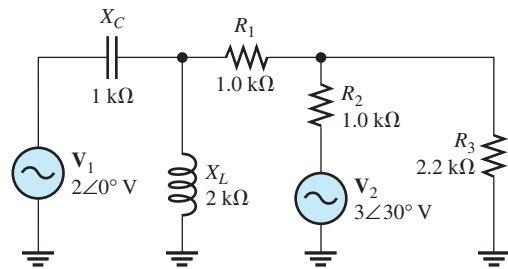 X_C
1 kΩ
R_1
1.0 kΩ
R_2
1.0 kΩ
R_3
2.2 kΩ
V_1
2∠0° V
X_L
2 kΩ
V_2
3∠30° V